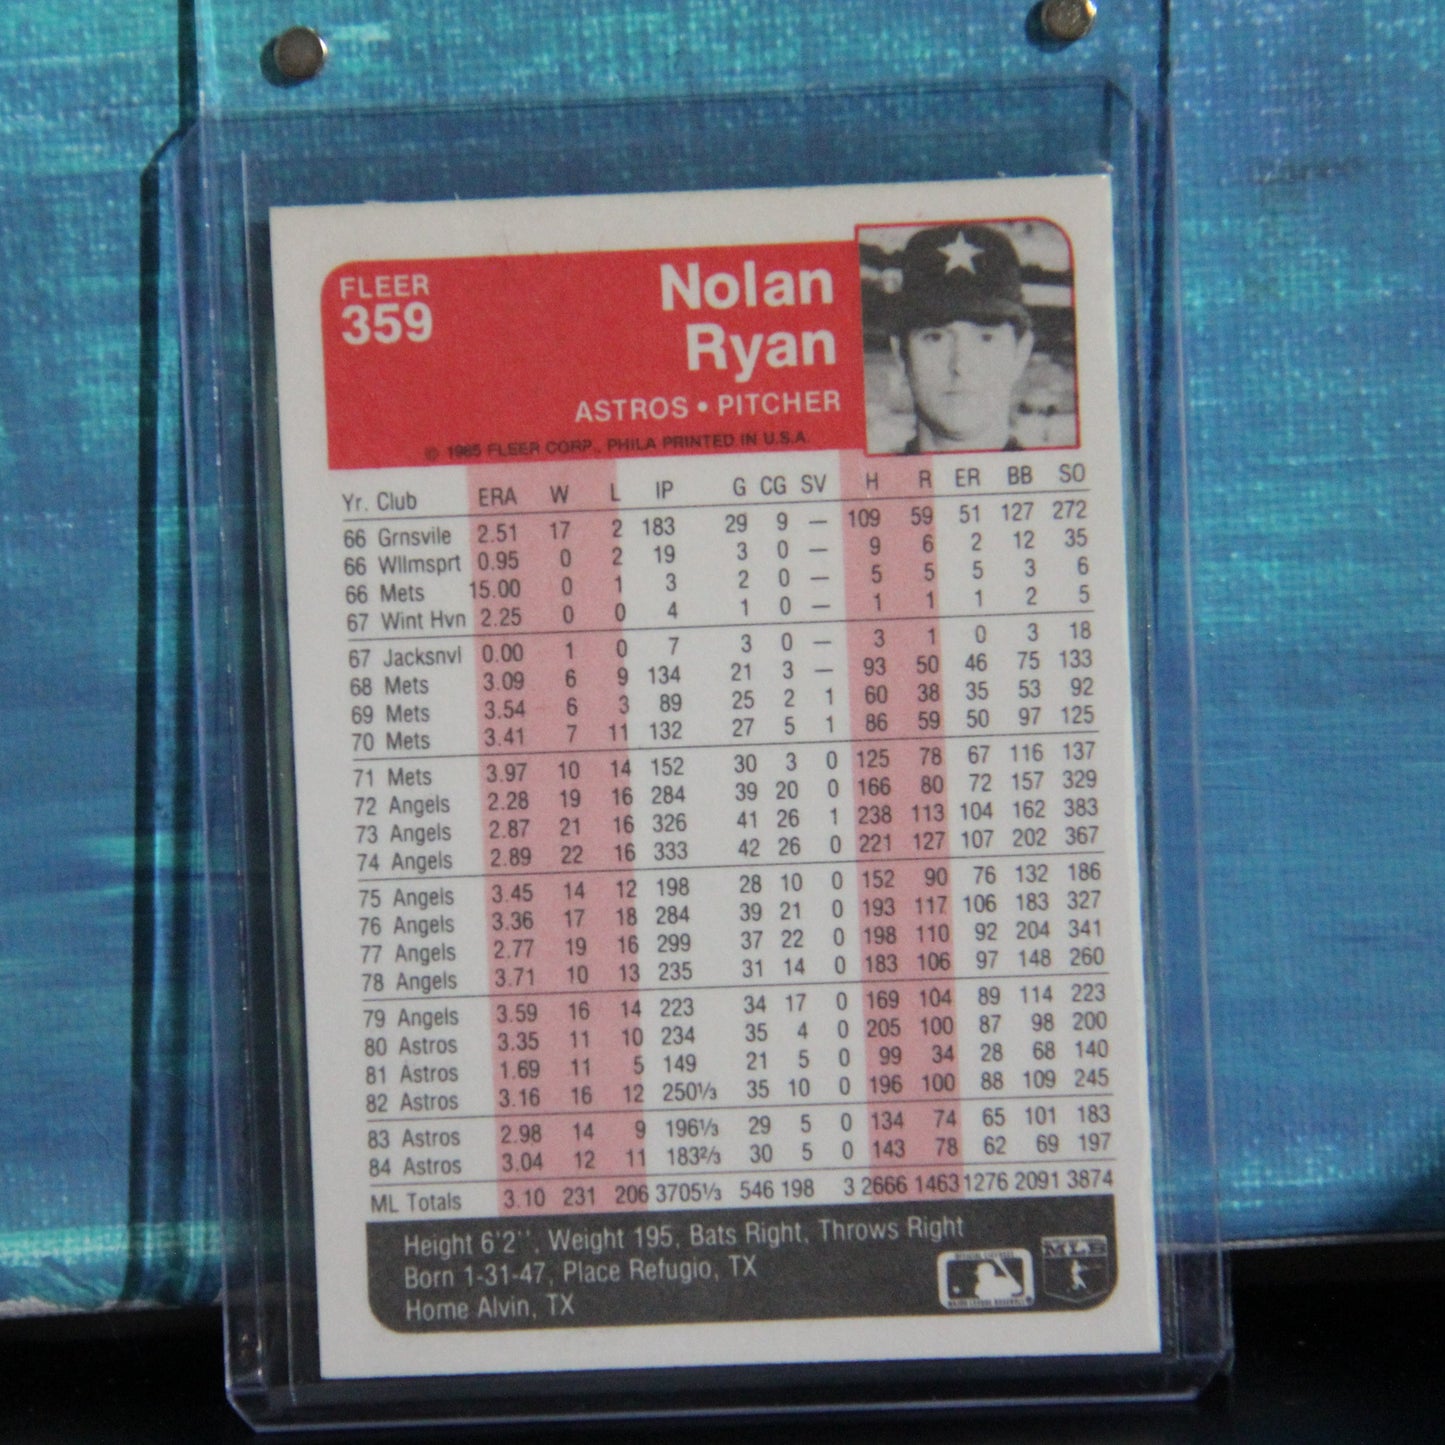 FLEER
359
Nolan
Ryan
ASTROS • PITCHER
© 1985 FLEER CORP., PHILA PRINTED IN U.S.A.
Yr. Club ERA W L IP G CG SV H R ER BB SO
66 Grnsvile 2.51 17 2 183 29 9 — 109 59 51 127 272
66 Wllmsprt 0.95 0 2 19 3 0 — 9 6 2 12 35
66 Mets 15.00 0 1 3 2 0 — 5 5 5 3 6
67 Wint Hvn 2.25 0 0 4 1 0 — 1 1 1 2 5
67 Jacksnvl 0.00 1 0 7 3 0 — 3 1 0 3 18
68 Mets 3.09 6 9 134 21 3 — 93 50 46 75 133
69 Mets 3.54 6 3 89 25 2 1 60 38 35 53 92
70 Mets 3.41 7 11 132 27 5 1 86 59 50 97 125
71 Mets 3.97 10 14 152 30 3 0 125 78 67 116 137
72 Angels 2.28 19 16 284 39 20 0 166 80 72 157 329
73 Angels 2.87 21 16 326 41 26 1 238 113 104 162 383
74 Angels 2.89 22 16 333 42 26 0 221 127 107 202 367
75 Angels 3.45 14 12 198 28 10 0 152 90 76 132 186
76 Angels 3.36 17 18 284 39 21 0 193 117 106 183 327
77 Angels 2.77 19 16 299 37 22 0 198 110 92 204 341
78 Angels 3.71 10 13 235 31 14 0 183 106 97 148 260
79 Angels 3.59 16 14 223 34 17 0 169 104 89 114 223
80 Astros 3.35 11 10 234 35 4 0 205 100 87 98 200
81 Astros 1.69 11 5 149 21 5 0 99 34 28 68 140
82 Astros 3.16 16 12 250⅓ 35 10 0 196 100 88 109 245
83 Astros 2.98 14 9 196⅓ 29 5 0 134 74 65 101 183
84 Astros 3.04 12 11 183⅔ 30 5 0 143 78 62 69 197
ML Totals 3.10 231 206 3705⅓ 546 198 3 2666 1463 1276 2091 3874
Height 6'2'', Weight 195, Bats Right, Throws Right
Born 1-31-47, Place Refugio, TX
Home Alvin, TX
MLB